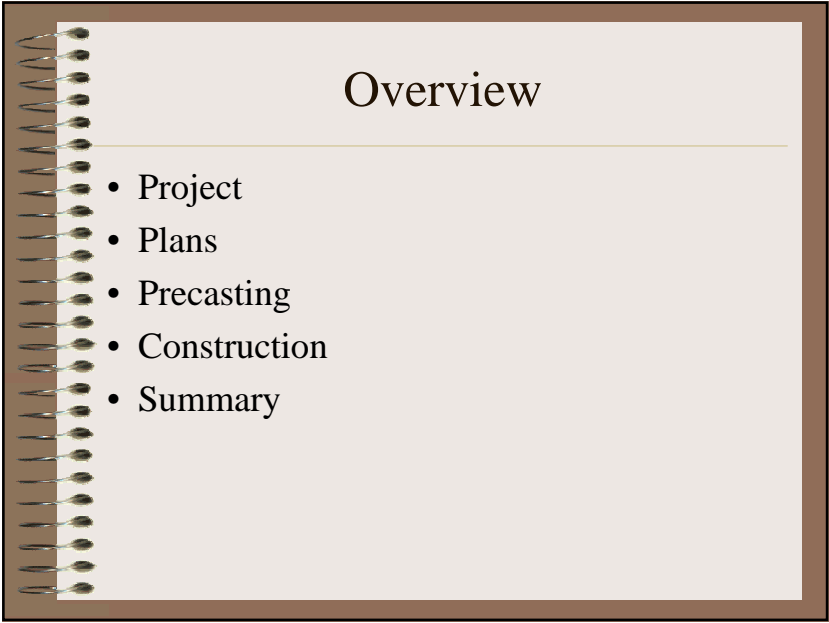 Overview
• Project
• Plans
• Precasting
• Construction
• Summary